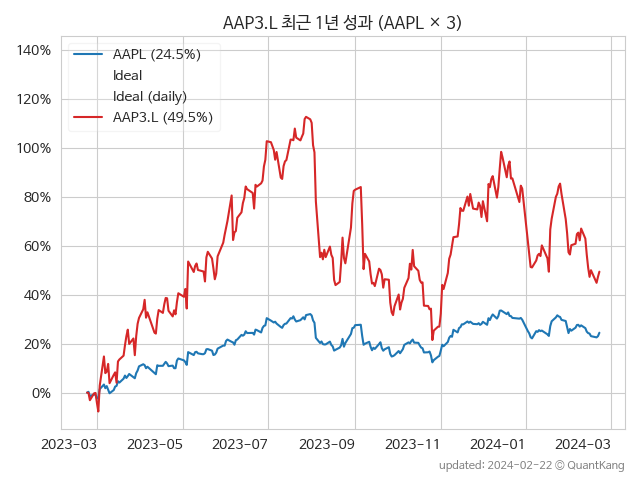 AAP3.L 최근 1년 성과 (AAPL × 3)
140%
120%
100%
80%
60%
40%
20%
0%
AAPL (24.5%)
Ideal
Ideal (daily)
AAP3.L (49.5%)
2023-03
2023-05
2023-07
2023-09
2023-11
2024-01
2024-03
updated: 2024-02-22 © QuantKang